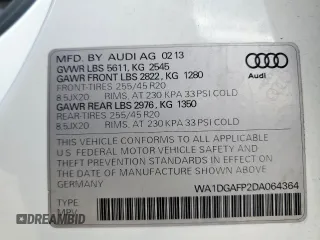 MFD. BY AUDI AG 02 13
GVWR LBS 5611, KG 2545
GAWR FRONT LBS 2822, KG 1280
FRONT-TIRES 255/45 R20
8.5JX20 RIMS, AT 230 KPA 33 PSI COLD
GAWR REAR LBS 2976, KG 1350
REAR-TIRES 255/45 R20
8.5JX20 RIMS, AT 230 KPA 33 PSI COLD
Audi
THIS VEHICLE CONFORMS TO ALL APPLICABLE
U S FEDERAL MOTOR VEHICLE SAFETY AND
THEFT PREVENTION STANDARDS IN EFFECT ON
THE DATE OF MANUFACTURE SHOWN ABOVE
GERMANY
WA1DGAFP2DA064364
TYPE
MPV
DREAMBID